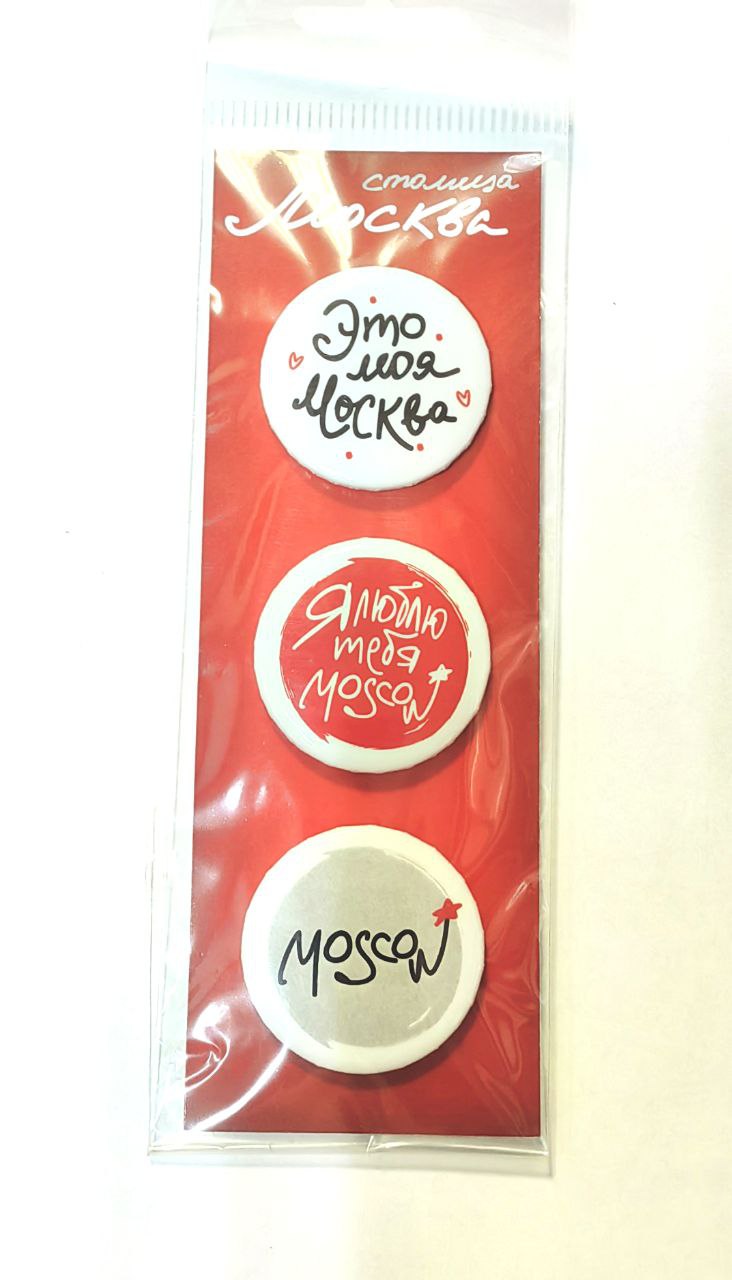 столица
Москва
Это
моя
Москва
Я люблю
тебя
MOSCOW
MOSCOW